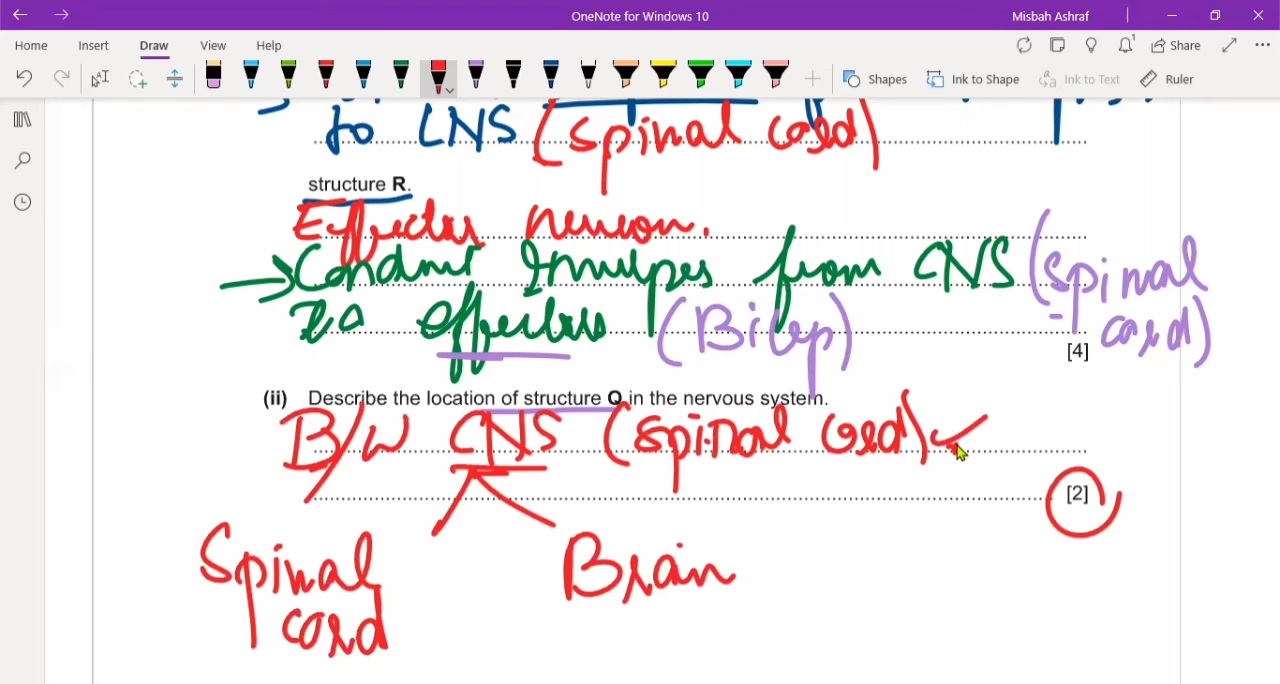 OneNote for Windows 10
Misbah Ashraf
Home Insert Draw View Help
Share
Shapes Ink to Shape Ink to Text Ruler
to CNS (spinal cord)
structure R.
Effector neuron.
Conduct Impulses from CNS (spinal cord)
to effectors (Bicep)
[4]
(ii) Describe the location of structure Q in the nervous system.
B/W CNS (spinal cord)
[2]
Spinal cord
Brain